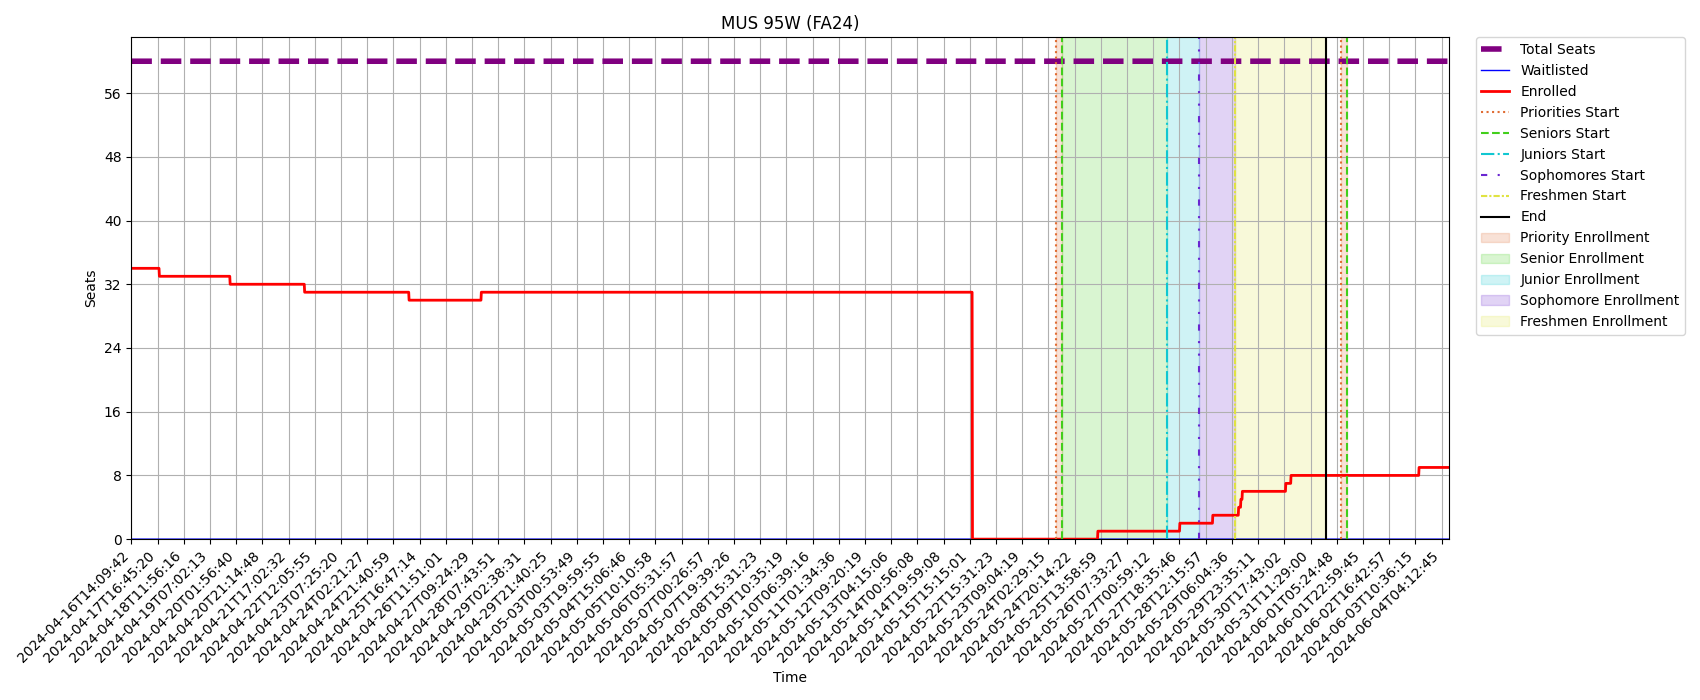 MUS 95W (FA24)
Total Seats
Waitlisted
Enrolled
Priorities Start
Seniors Start
Juniors Start
Sophomores Start
Freshmen Start
End
Priority Enrollment
Senior Enrollment
Junior Enrollment
Sophomore Enrollment
Freshmen Enrollment
Seats
56
48
40
32
24
16
8
0
2024-04-16T14:09:42
2024-04-17T16:45:20
2024-04-18T11:56:16
2024-04-19T07:02:13
2024-04-20T01:56:40
2024-04-20T21:14:48
2024-04-21T17:02:32
2024-04-22T12:05:55
2024-04-23T07:25:20
2024-04-24T02:21:27
2024-04-24T21:40:59
2024-04-25T16:47:14
2024-04-26T11:51:01
2024-04-27T09:24:29
2024-04-28T07:43:51
2024-04-29T02:38:31
2024-04-29T21:40:25
2024-05-03T00:53:49
2024-05-03T19:59:55
2024-05-04T15:06:46
2024-05-05T10:10:58
2024-05-06T05:31:57
2024-05-07T00:26:57
2024-05-07T19:39:26
2024-05-08T15:31:23
2024-05-09T10:35:19
2024-05-10T06:39:16
2024-05-11T01:34:36
2024-05-12T09:20:19
2024-05-13T04:15:06
2024-05-14T00:56:08
2024-05-14T19:59:08
2024-05-15T15:15:01
2024-05-22T15:31:23
2024-05-23T09:04:19
2024-05-24T02:29:15
2024-05-24T20:14:22
2024-05-25T13:58:59
2024-05-26T07:33:27
2024-05-27T00:59:12
2024-05-27T18:35:46
2024-05-28T12:15:57
2024-05-29T06:04:36
2024-05-29T23:35:11
2024-05-30T17:43:02
2024-05-31T11:29:00
2024-06-01T05:24:48
2024-06-01T22:59:45
2024-06-02T16:42:57
2024-06-03T10:36:15
2024-06-04T04:12:45
Time